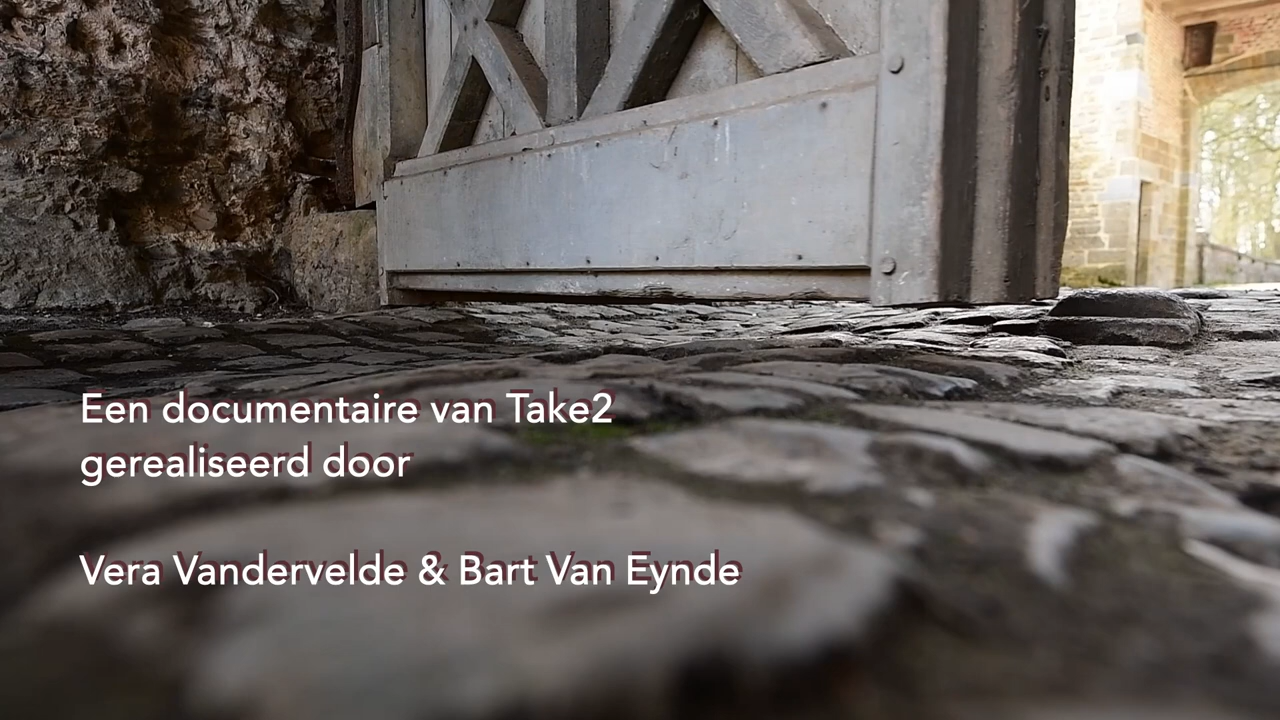 Een documentaire van Take2
gerealiseerd door
Vera Vandervelde & Bart Van Eynde